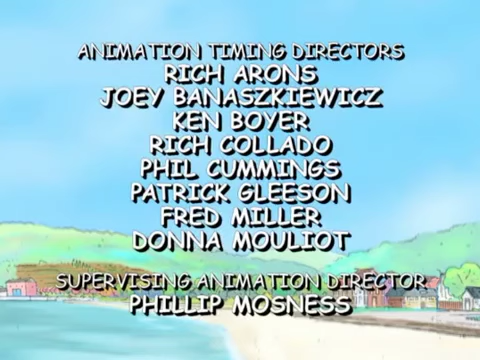 ANIMATION TIMING DIRECTORS
RICH ARONS
JOEY BANASZKIEWICZ
KEN BOYER
RICH COLLADO
PHIL CUMMINGS
PATRICK GLEESON
FRED MILLER
DONNA MOULIOT
SUPERVISING ANIMATION DIRECTOR
PHILLIP MOSNESS